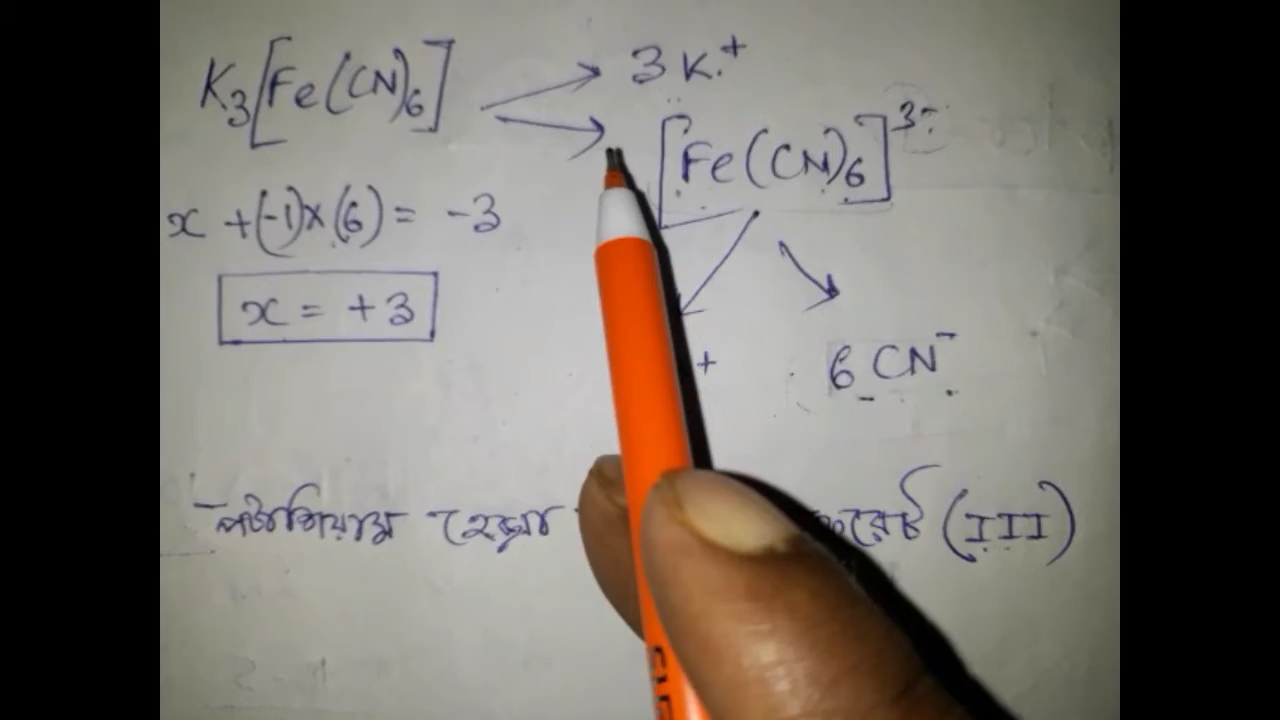 K₃[Fe(CN)₆] → 3K⁺
[Fe(CN)₆]³⁻
x + (-1)×(6) = -3
x = +3
+ 6CN⁻
পটাশিয়াম হেক্সা (III)